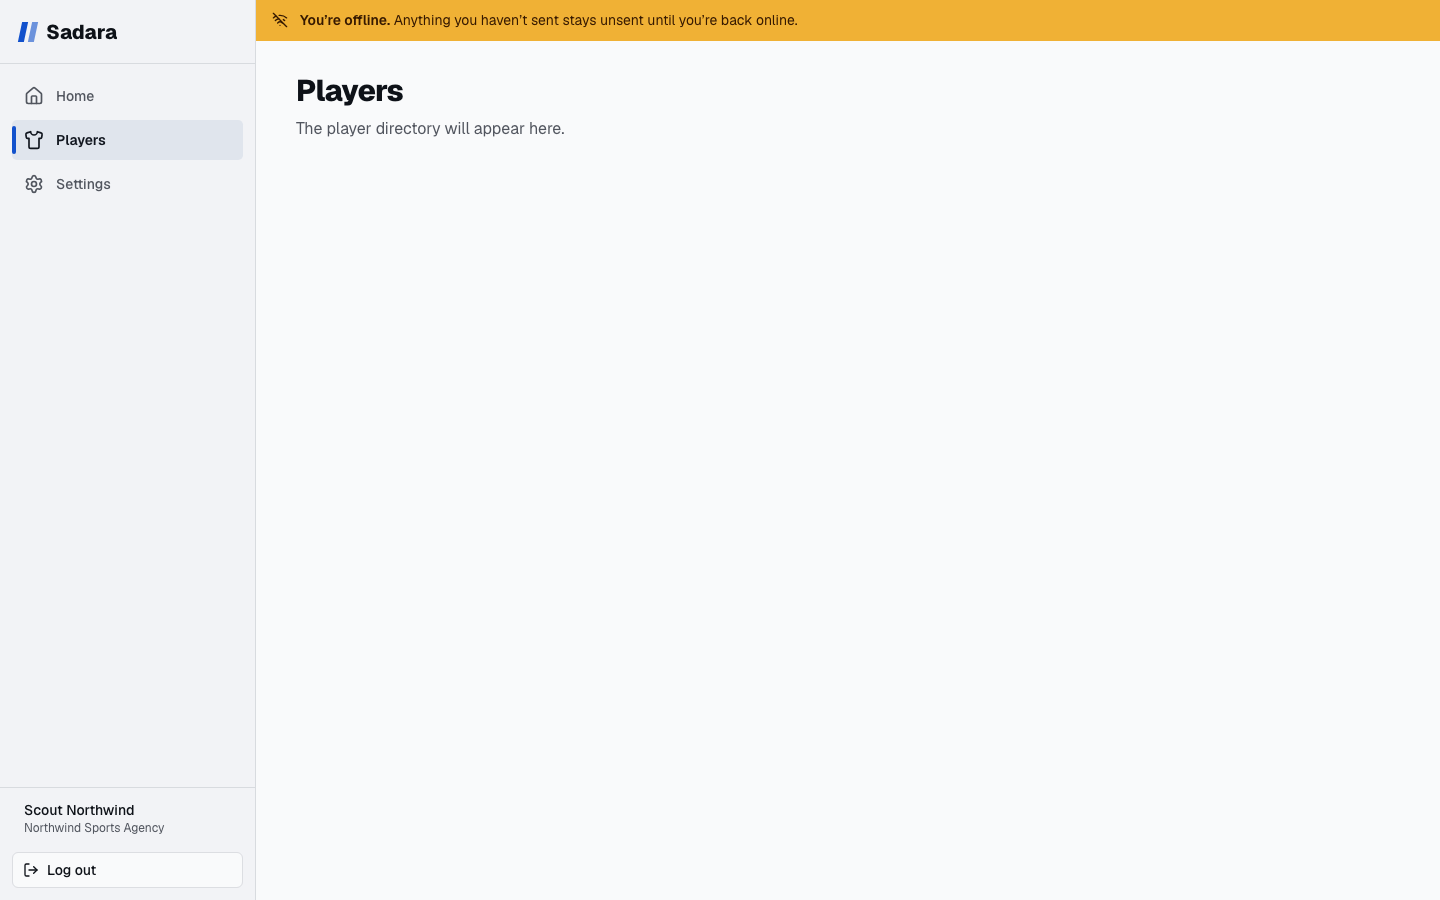 Sadara
You’re offline. Anything you haven’t sent stays unsent until you’re back online.
Home
Players
Settings
Players
The player directory will appear here.
Scout Northwind
Northwind Sports Agency
Log out